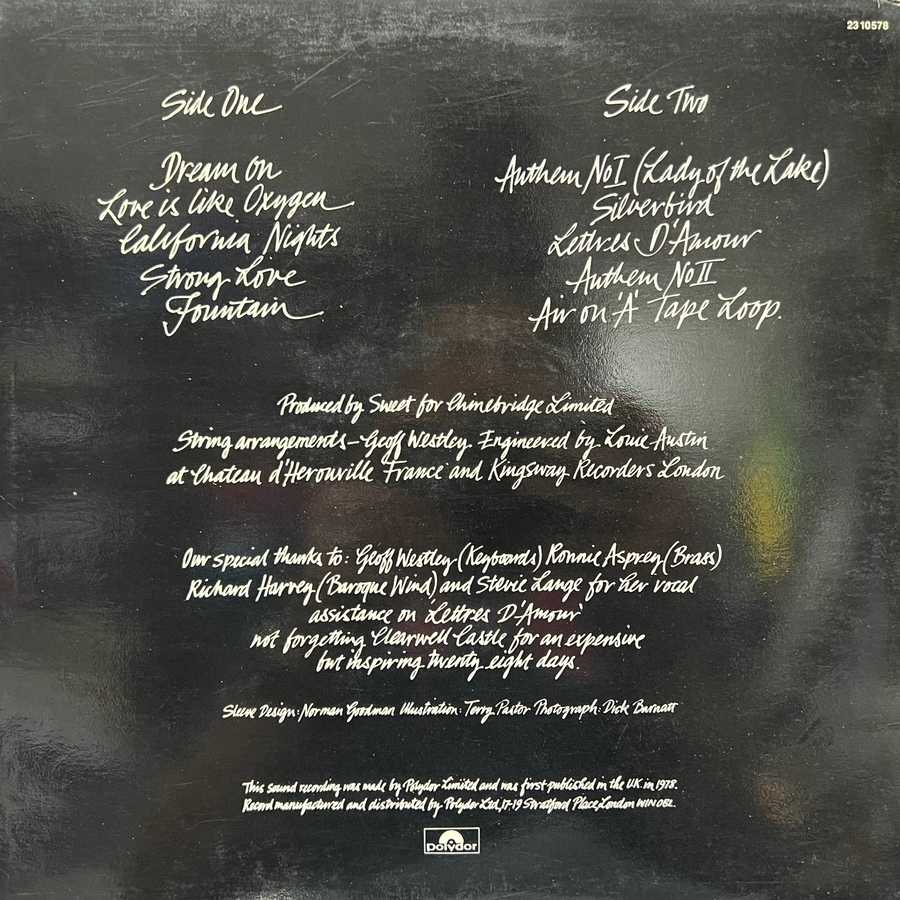 2310578
Side One
Dream on
Love is like Oxygen
California Nights
Strong Love
Fountain
Side Two
Anthem No I (Lady of the Lake)
Silverbird
Lettres D'Amour
Anthem No II
Air on 'A' Tape Loop.
Produced by Sweet for Chimebridge Limited
String arrangements – Geoff Westley. Engineered by Louie Austin
at Chateau d'Herouville France and Kingsway Recorders London
Our special thanks to: Geoff Westley (Keyboards) Ronnie Asprey (Brass)
Richard Harvey (Baroque Wind) and Stevie Lange for her vocal
assistance on 'Lettres D'Amour'
not forgetting Clearwell Castle for an expensive
but inspiring twenty eight days.
Sleeve Design: Norman Goodman Illustration: Terry Pastor Photograph: Dick Barnatt
This sound recording was made by Polydor Limited and was first published in the U.K. in 1978.
Record manufactured and distributed by Polydor Ltd, 17-19 Stratford Place, London W1N 0BL.
polydor